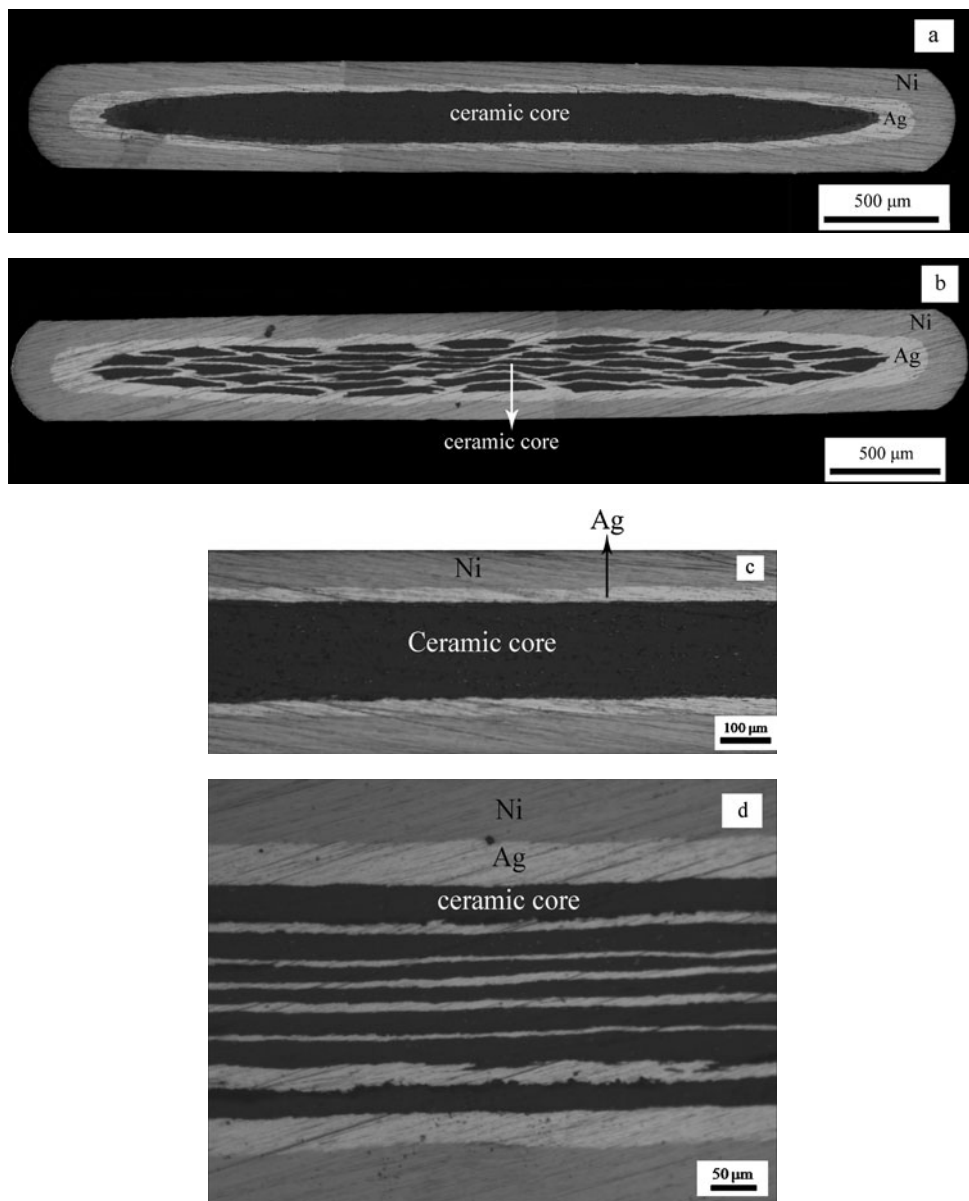 a
Ni
ceramic core
Ag
500 μm
b
Ni
Ag
ceramic core
500 μm
Ag
Ni
c
Ceramic core
100 μm
Ni
d
Ag
ceramic core
50 μm